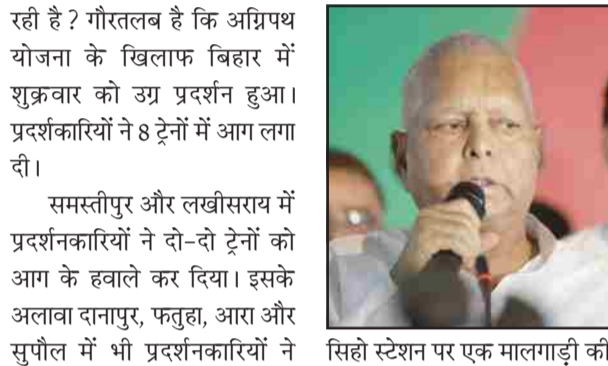 रही है? गौरतलब है कि अग्निपथ
योजना के खिलाफ बिहार में
शुक्रवार को उग्र प्रदर्शन हुआ।
प्रदर्शकारियों ने 8 ट्रेनों में आग लगा
दी।
समस्तीपुर और लखीसराय में
प्रदर्शनकारियों ने दो-दो ट्रेनों को
आग के हवाले कर दिया। इसके
अलावा दानापुर, फतुहा, आरा और
सुपौल में भी प्रदर्शनकारियों ने
सिहो स्टेशन पर एक मालगाड़ी की